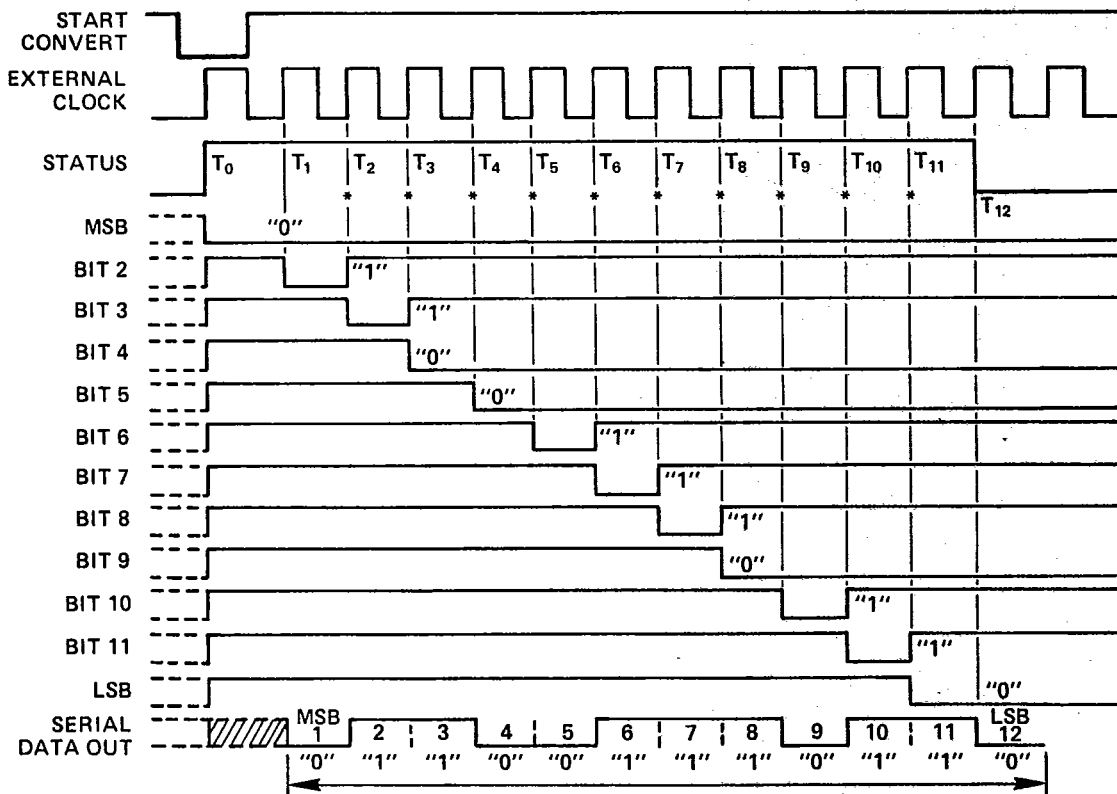 START
CONVERT
EXTERNAL
CLOCK
STATUS T0 T1 T2 T3 T4 T5 T6 T7 T8 T9 T10 T11
* * * * * * * * * *
T12
MSB "0"
BIT 2 "1"
BIT 3 "1"
BIT 4 "0"
BIT 5 "0"
BIT 6 "1"
BIT 7 "1"
BIT 8 "1"
BIT 9 "0"
BIT 10 "1"
BIT 11 "1"
LSB "0"
SERIAL
DATA OUT
MSB LSB
1 2 3 4 5 6 7 8 9 10 11 12
"0" "1" "1" "0" "0" "1" "1" "1" "0" "1" "1" "0"